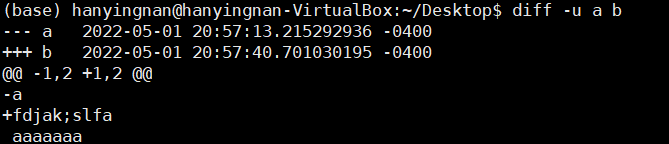 (base) hanyingnan@hanyingnan-VirtualBox:~/Desktop$ diff -u a b
--- a   2022-05-01 20:57:13.215292936 -0400
+++ b   2022-05-01 20:57:40.701030195 -0400
@@ -1,2 +1,2 @@
-a
+fdjak;slfa
 aaaaaaa